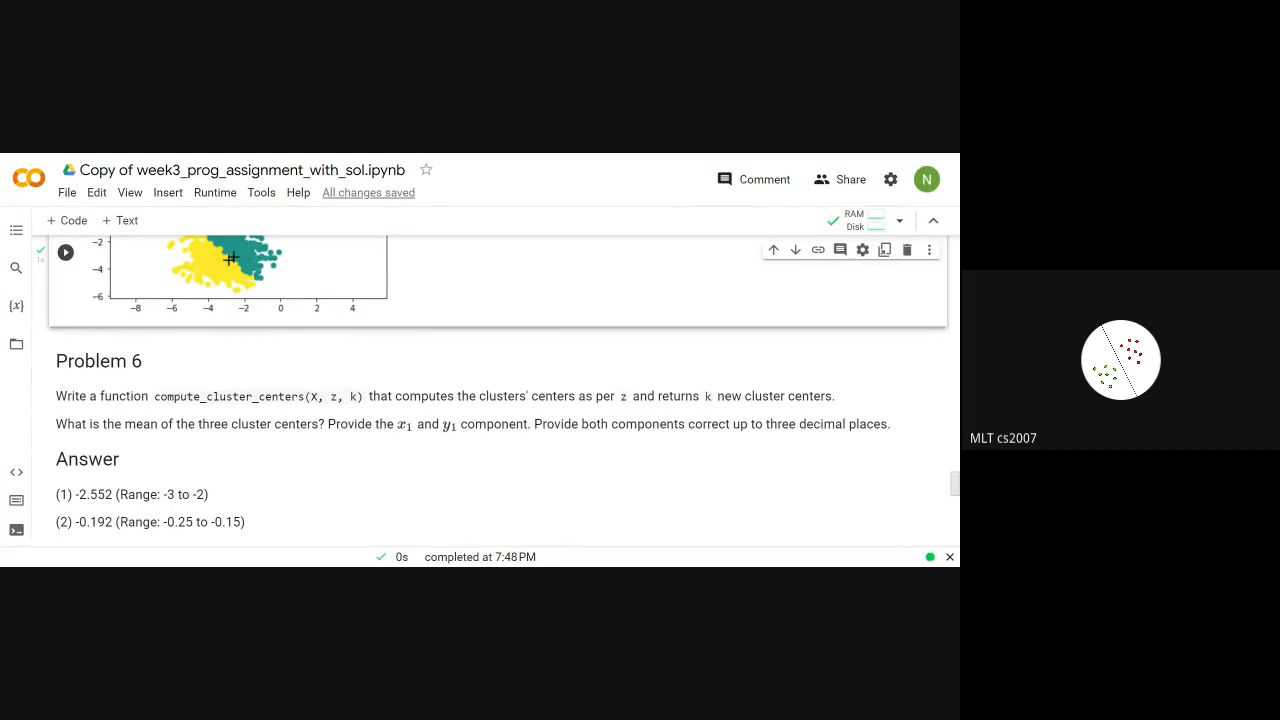 Copy of week3_prog_assignment_with_sol.ipynb
File Edit View Insert Runtime Tools Help All changes saved
Comment Share N
+ Code + Text
RAM
Disk
{x}
−2
−4
−6
−8 −6 −4 −2 0 2 4
1s
Problem 6
Write a function compute_cluster_centers(X, z, k) that computes the clusters' centers as per z and returns k new cluster centers.
What is the mean of the three cluster centers? Provide the x₁ and y₁ component. Provide both components correct up to three decimal places.
Answer
(1) -2.552 (Range: -3 to -2)
(2) -0.192 (Range: -0.25 to -0.15)
0s completed at 7:48 PM
MLT cs2007